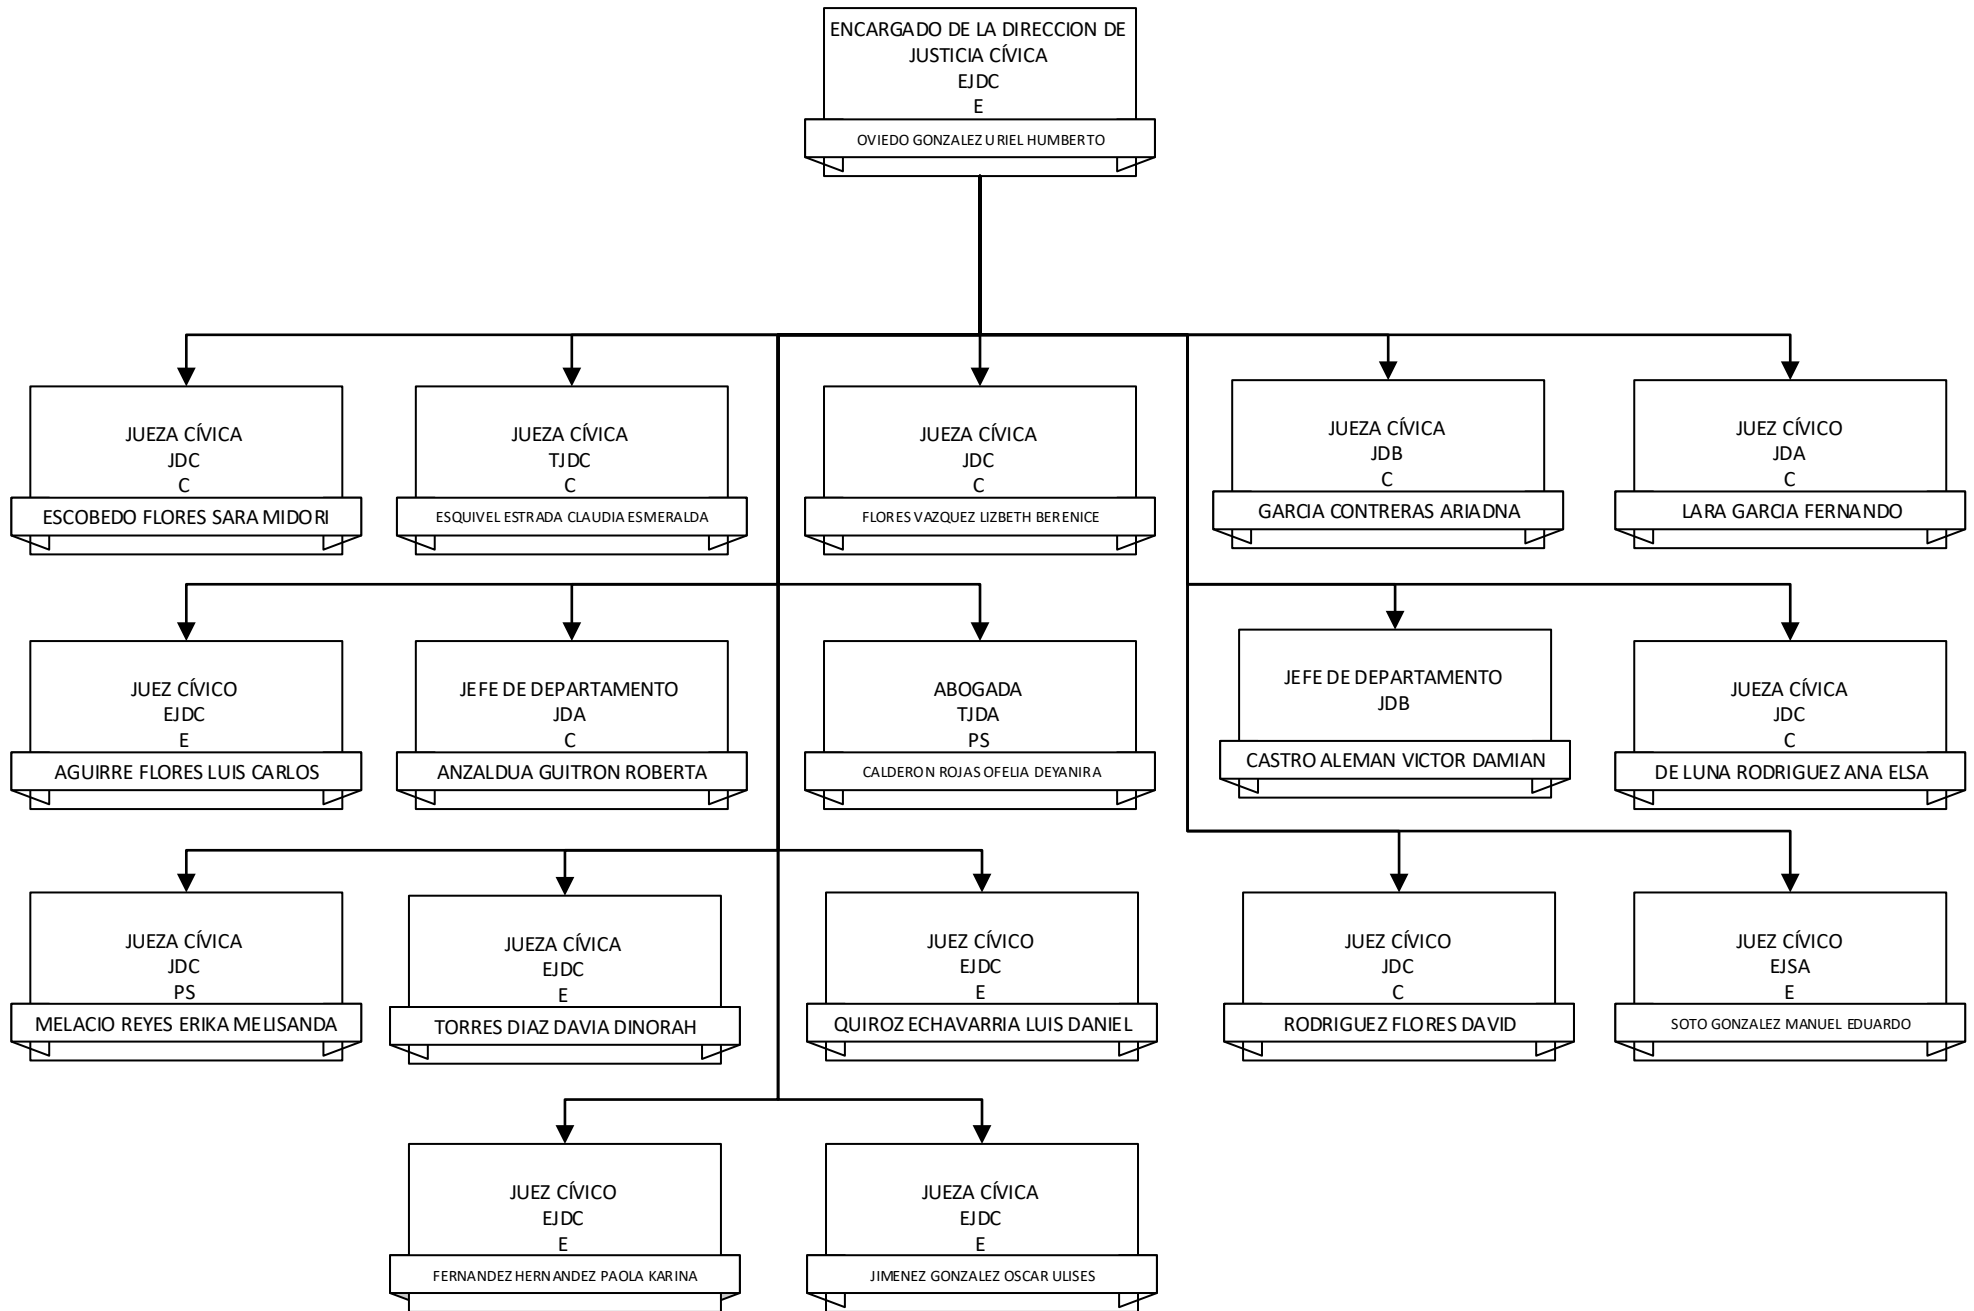 ENCARGADO DE LA DIRECCION DE
JUSTICIA CÍVICA
EJDC
E
OVIEDO GONZALEZ URIEL HUMBERTO
JUEZA CÍVICA
JDC
C
ESCOBEDO FLORES SARA MIDORI
JUEZA CÍVICA
TJDC
C
ESQUIVEL ESTRADA CLAUDIA ESMERALDA
JUEZA CÍVICA
JDC
C
FLORES VAZQUEZ LIZBETH BERENICE
JUEZA CÍVICA
JDB
C
GARCIA CONTRERAS ARIADNA
JUEZ CÍVICO
JDA
C
LARA GARCIA FERNANDO
JUEZ CÍVICO
EJDC
E
AGUIRRE FLORES LUIS CARLOS
JEFE DE DEPARTAMENTO
JDA
C
ANZALDUA GUITRON ROBERTA
ABOGADA
TJDA
PS
CALDERON ROJAS OFELIA DEYANIRA
JEFE DE DEPARTAMENTO
JDB
CASTRO ALEMAN VICTOR DAMIAN
JUEZA CÍVICA
JDC
C
DE LUNA RODRIGUEZ ANA ELSA
JUEZA CÍVICA
JDC
PS
MELACIO REYES ERIKA MELISANDA
JUEZA CÍVICA
EJDC
E
TORRES DIAZ DAVIA DINORAH
JUEZ CÍVICO
EJDC
E
QUIROZ ECHAVARRIA LUIS DANIEL
JUEZ CÍVICO
JDC
C
RODRIGUEZ FLORES DAVID
JUEZ CÍVICO
EJSA
E
SOTO GONZALEZ MANUEL EDUARDO
JUEZ CÍVICO
EJDC
E
FERNANDEZ HERNANDEZ PAOLA KARINA
JUEZA CÍVICA
EJDC
E
JIMENEZ GONZALEZ OSCAR ULISES